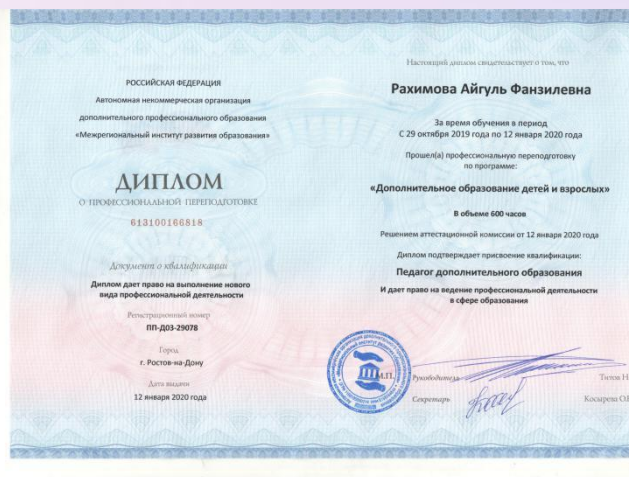 РОССИЙСКАЯ ФЕДЕРАЦИЯ
Автономная некоммерческая организация
дополнительного профессионального образования
«Межрегиональный институт развития образования»
ДИПЛОМ
О ПРОФЕССИОНАЛЬНОЙ ПЕРЕПОДГОТОВКЕ
613100166818
Документ о квалификации
Диплом дает право на выполнение нового
вида профессиональной деятельности
Регистрационный номер
ПП-Д03-29078
Город
г. Ростов-на-Дону
Дата выдачи
12 января 2020 года
Настоящий диплом свидетельствует о том, что
Рахимова Айгуль Фанзилевна
За время обучения в период
С 29 октября 2019 года по 12 января 2020 года
Прошел(а) профессиональную переподготовку
по программе:
«Дополнительное образование детей и взрослых»
В объеме 600 часов
Решением аттестационной комиссии от 12 января 2020 года
Диплом подтверждает присвоение квалификации:
Педагог дополнительного образования
И дает право на ведение профессиональной деятельности
в сфере образования
М.П.
Руководитель
Титов Н
Секретарь
Косырева О.